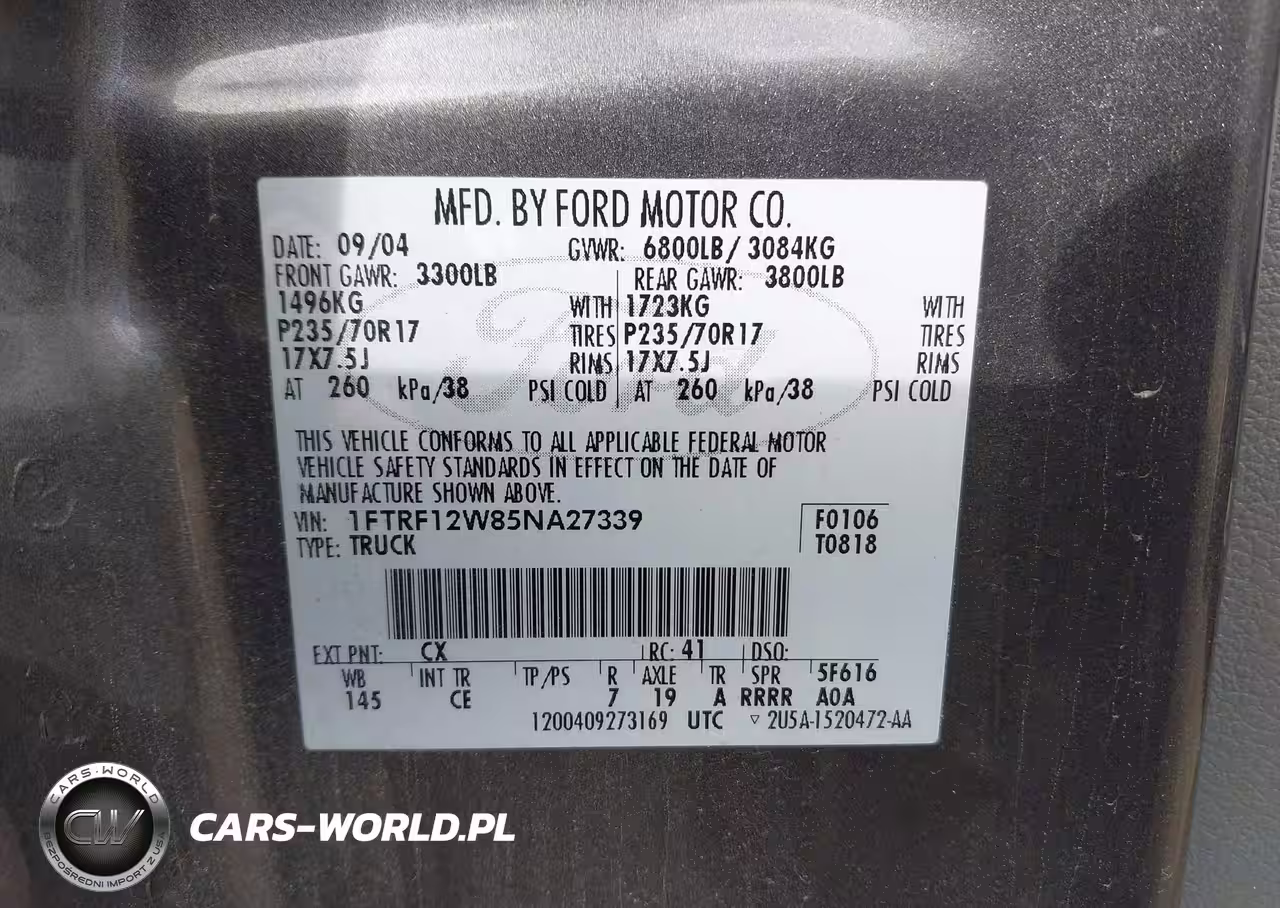 MFD. BY FORD MOTOR CO.
DATE: 09/04 GVWR: 6800LB/ 3084KG
FRONT GAWR: 3300LB REAR GAWR: 3800LB
1496KG WITH 1723KG WITH
P235/70R17 TIRES P235/70R17 TIRES
17X7.5J RIMS 17X7.5J RIMS
AT 260 kPa/38 PSI COLD AT 260 kPa/38 PSI COLD
Ford
THIS VEHICLE CONFORMS TO ALL APPLICABLE FEDERAL MOTOR
VEHICLE SAFETY STANDARDS IN EFFECT ON THE DATE OF
MANUFACTURE SHOWN ABOVE.
VIN: 1FTRF12W85NA27339 F0106
TYPE: TRUCK T0818
EXT PNT: CX RC: 41 DSO:
WB INT TR TP/PS R AXLE TR SPR 5F616
145 CE 7 19 A RRRR A0A
1200409273169 UTC ▽ 2U5A-1520472-AA
CARS-WORLD
CW
BEZPOŚREDNI IMPORT Z USA
CARS-WORLD.PL